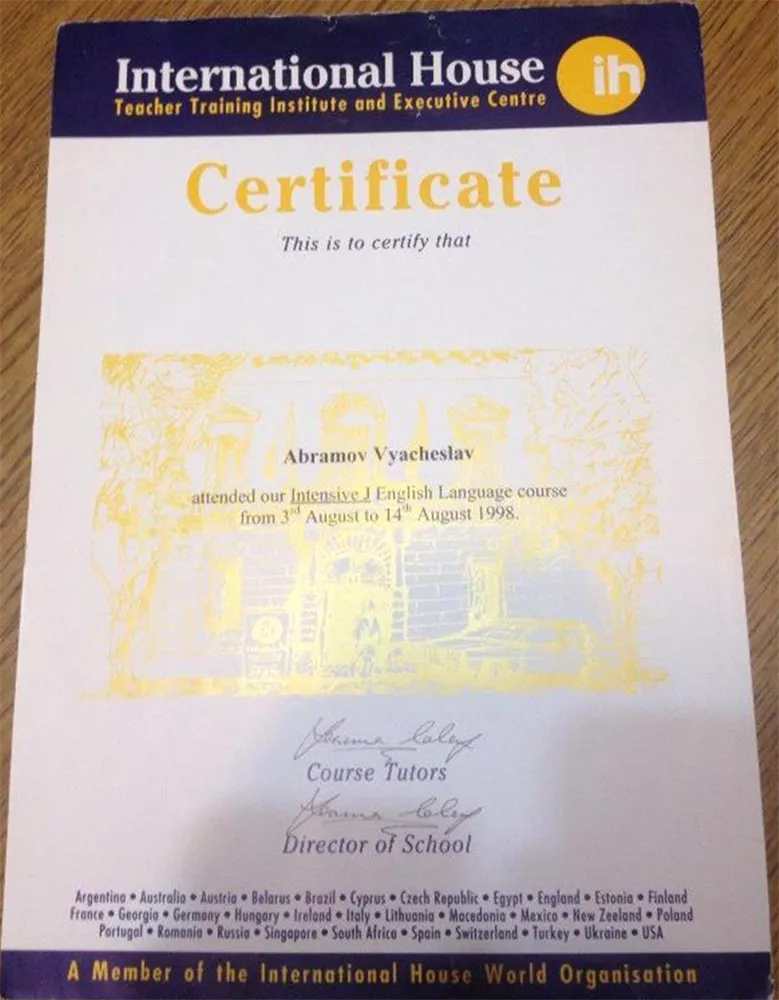 International House
ih
Teacher Training Institute and Executive Centre
Certificate
This is to certify that
Abramov Vyacheslav
attended our Intensive J English Language course
from 3rd August to 14th August 1998.
Course Tutors
Director of School
Argentina • Australia • Austria • Belarus • Brazil • Cyprus • Czech Republic • Egypt • England • Estonia • Finland
France • Georgia • Germany • Hungary • Ireland • Italy • Lithuania • Macedonia • Mexico • New Zeeland • Poland
Portugal • Romania • Russia • Singapore • South Africa • Spain • Switzerland • Turkey • Ukraine • USA
A Member of the International House World Organisation